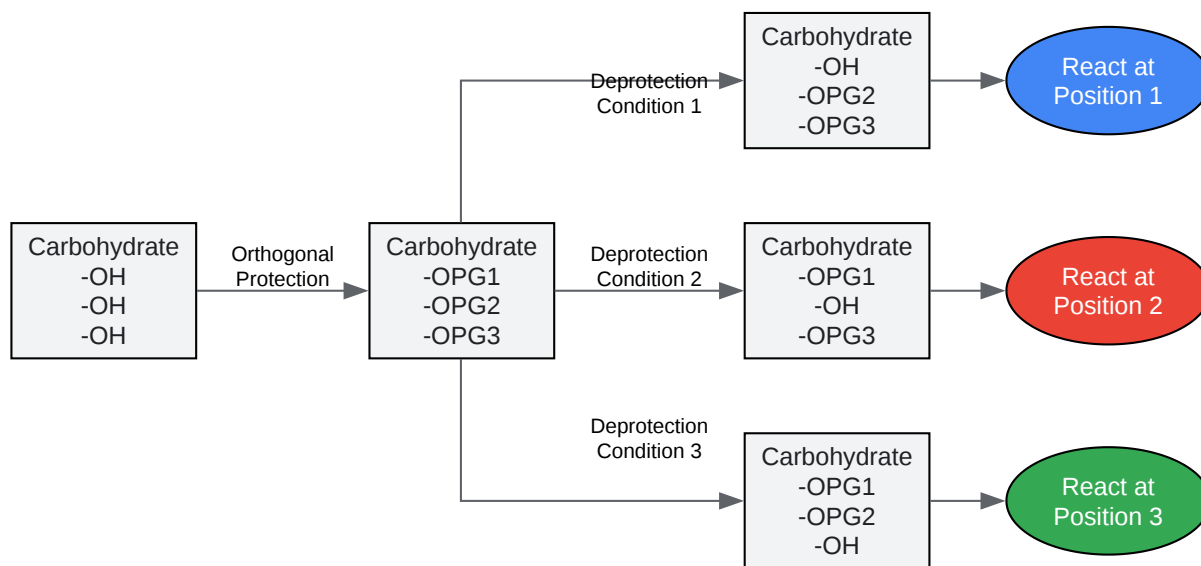 Carbohydrate
-OH
-OH
-OH
Orthogonal
Protection
Carbohydrate
-OPG1
-OPG2
-OPG3
Deprotection
Condition 1
Carbohydrate
-OH
-OPG2
-OPG3
React at
Position 1
Deprotection
Condition 2
Carbohydrate
-OPG1
-OH
-OPG3
React at
Position 2
Deprotection
Condition 3
Carbohydrate
-OPG1
-OPG2
-OH
React at
Position 3